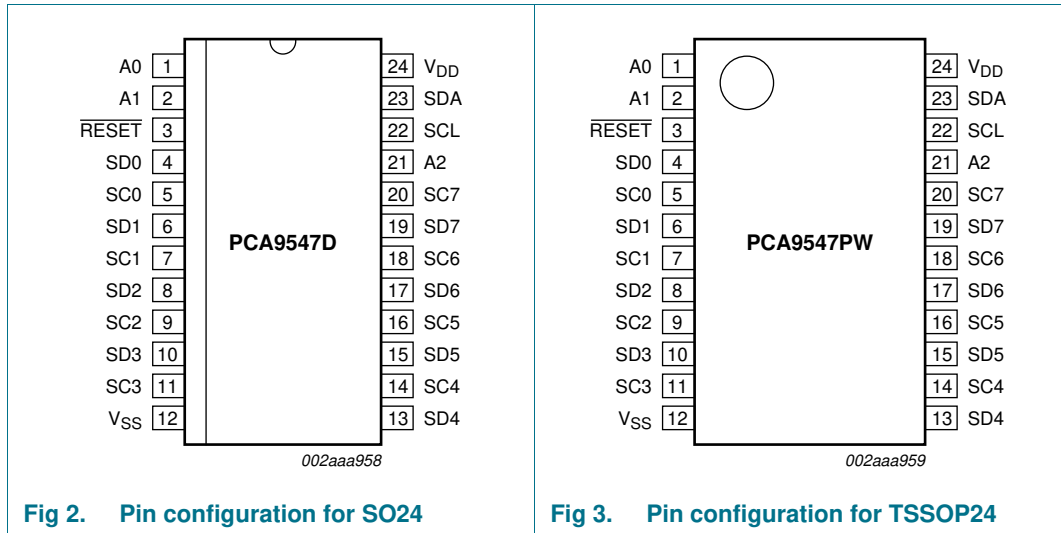 A0 1 24 VDD
A1 2 23 SDA
RESET 3 22 SCL
SD0 4 21 A2
SC0 5 20 SC7
SD1 6 19 SD7
PCA9547D
SC1 7 18 SC6
SD2 8 17 SD6
SC2 9 16 SC5
SD3 10 15 SD5
SC3 11 14 SC4
VSS 12 13 SD4
002aaa958
Fig 2. Pin configuration for SO24
A0 1 24 VDD
A1 2 23 SDA
RESET 3 22 SCL
SD0 4 21 A2
SC0 5 20 SC7
SD1 6 19 SD7
PCA9547PW
SC1 7 18 SC6
SD2 8 17 SD6
SC2 9 16 SC5
SD3 10 15 SD5
SC3 11 14 SC4
VSS 12 13 SD4
002aaa959
Fig 3. Pin configuration for TSSOP24